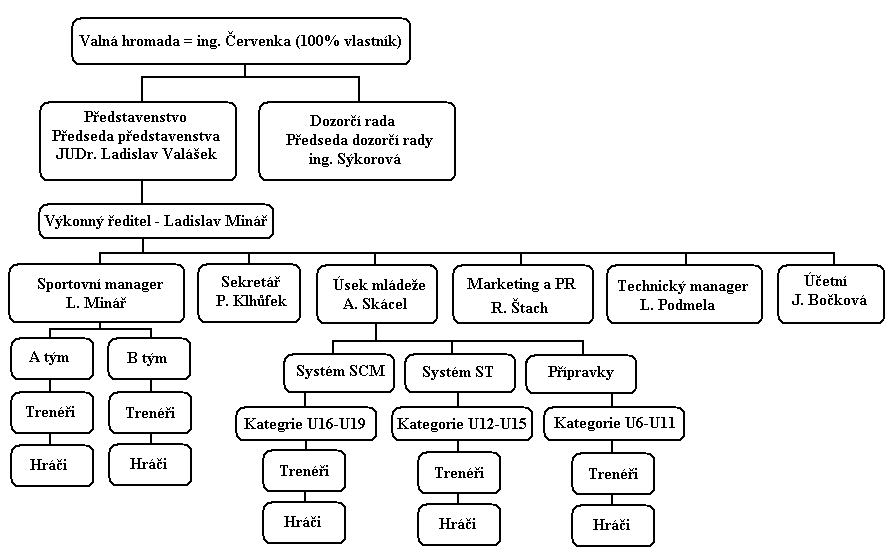 Valná hromada = ing. Červenka (100% vlastník)
Představenstvo
Předseda představenstva
JUDr. Ladislav Valášek
Dozorčí rada
Předseda dozorčí rady
ing. Sýkorová
Výkonný ředitel - Ladislav Minář
Sportovní manager
L. Minář
Sekretář
P. Klhůfek
Úsek mládeže
A. Skácel
Marketing a PR
R. Štach
Technický manager
L. Podmela
Účetní
J. Bočková
A tým
B tým
Systém SCM
Systém ST
Přípravky
Trenéři
Trenéři
Kategrie U16-U19
Kategorie U12-U15
Kategorie U6-U11
Hráči
Hráči
Trenéři
Trenéři
Trenéři
Hráči
Hráči
Hráči